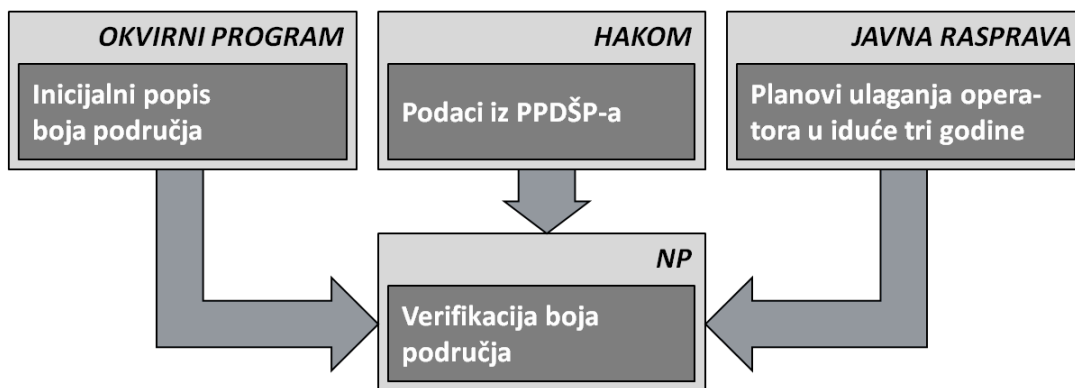 OKVIRNI PROGRAM
Inicijalni popis
boja područja
HAKOM
Podaci iz PPDŠP-a
JAVNA RASPRAVA
Planovi ulaganja opera-
tora u iduće tri godine
NP
Verifikacija boja
područja